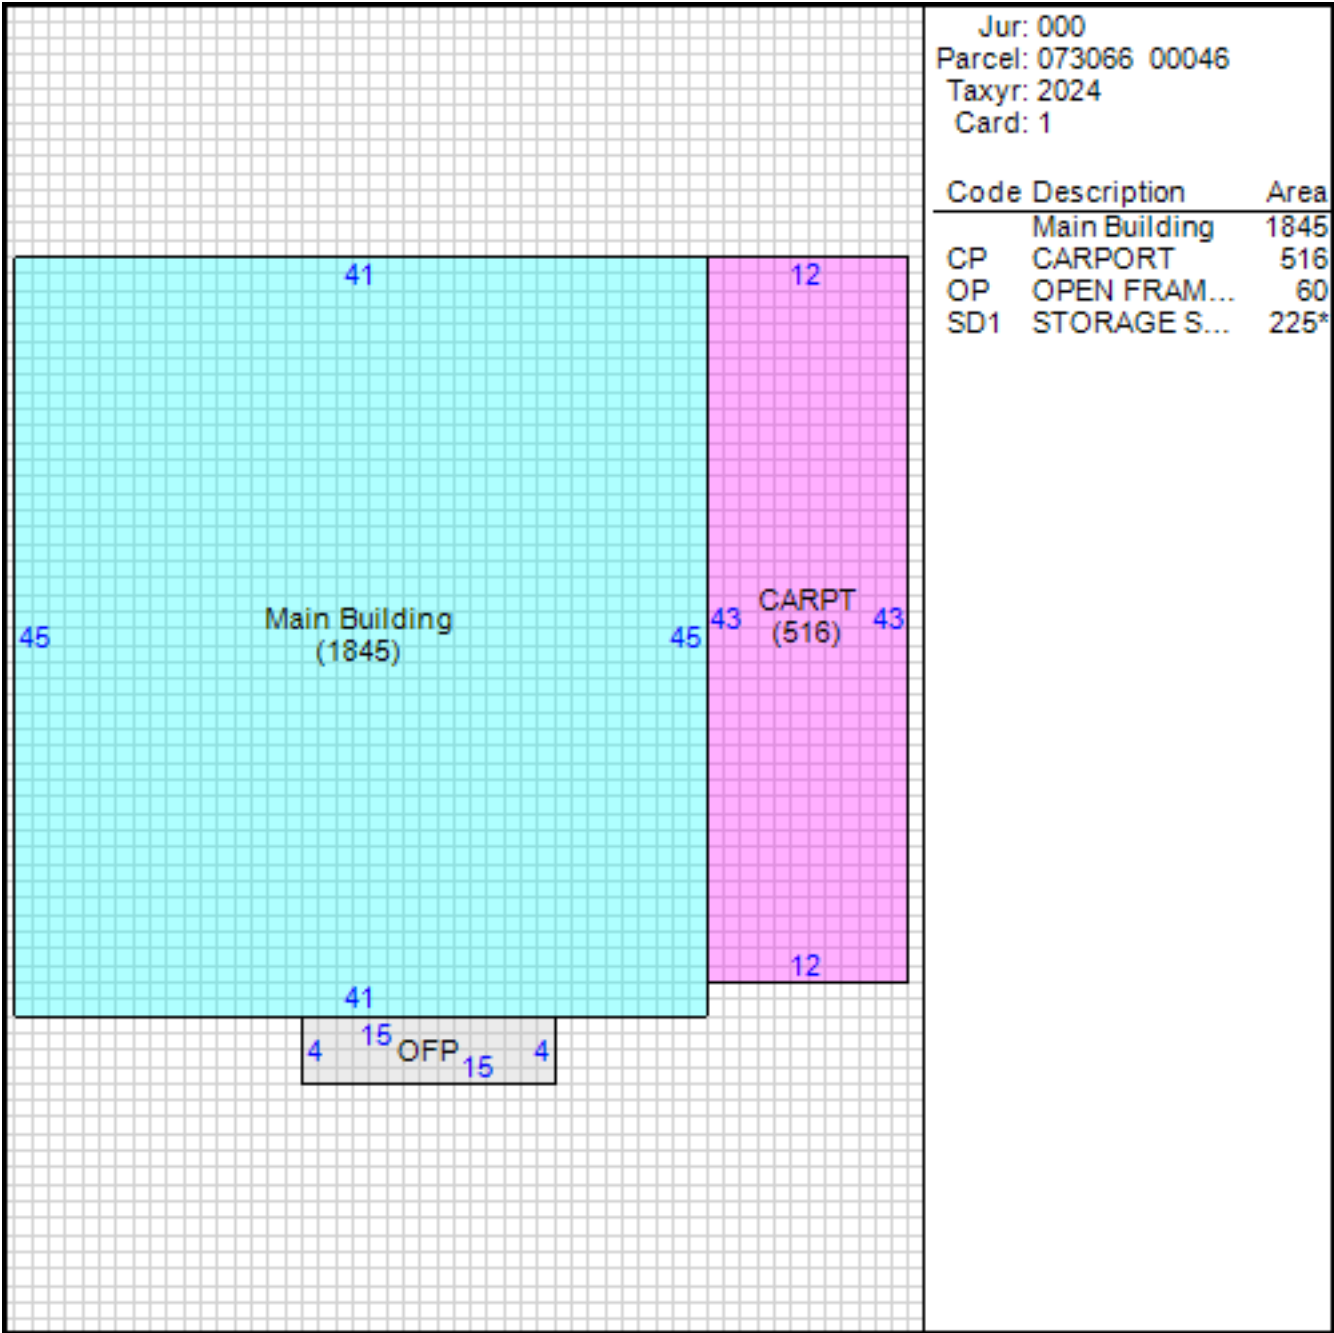 Jur: 000
Parcel: 073066 00046
Taxyr: 2024
Card: 1
Code Description Area
Main Building 1845
CP CARPORT 516
OP OPEN FRAM... 60
SD1 STORAGE S... 225*
41
12
CARPT
43 (516) 43
Main Building
45 (1845) 45
12
41
15
4 OFP 4
15